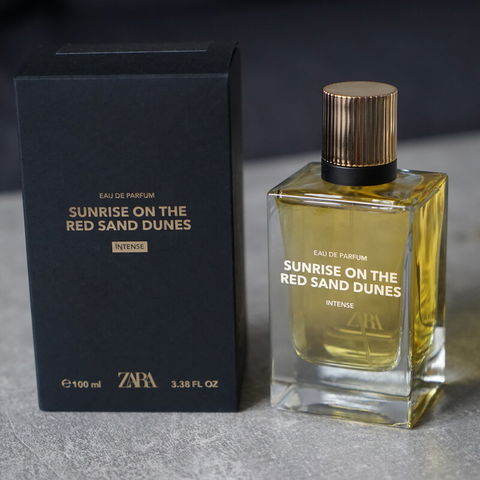 EAU DE PARFUM
SUNRISE ON THE
RED SAND DUNES
INTENSE
℮100 ml ZARA 3.38 FL OZ
EAU DE PARFUM
SUNRISE ON THE
RED SAND DUNES
INTENSE
ZARA